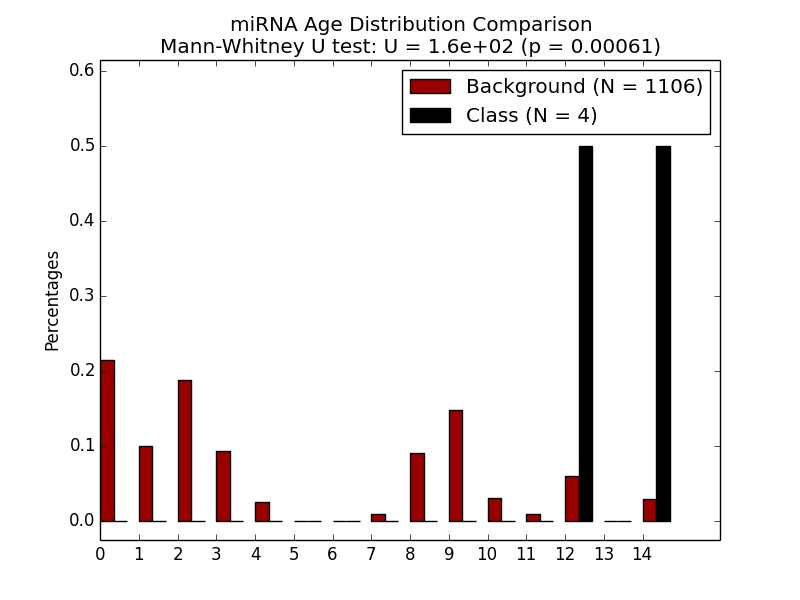 miRNA Age Distribution Comparison
Mann-Whitney U test: U = 1.6e+02 (p = 0.00061)
Background (N = 1106)
Class (N = 4)
Percentages
0.6
0.5
0.4
0.3
0.2
0.1
0.0
0 1 2 3 4 5 6 7 8 9 10 11 12 13 14